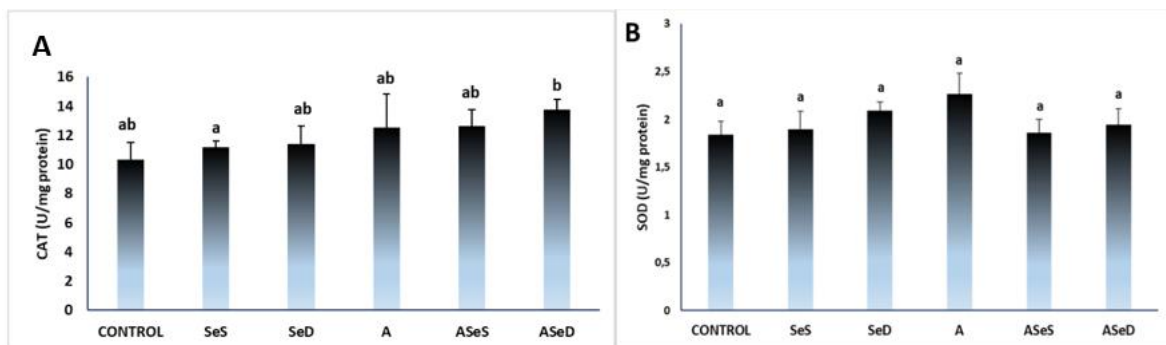 A
CAT (U/mg protein)
16
14
12
10
8
6
4
2
0
ab
a
ab
ab
ab
b
CONTROL SeS SeD A ASeS ASeD
B
SOD (U/mg protein)
3
2,5
2
1,5
1
0,5
0
a
a
a
a
a
a
CONTROL SeS SeD A ASeS ASeD